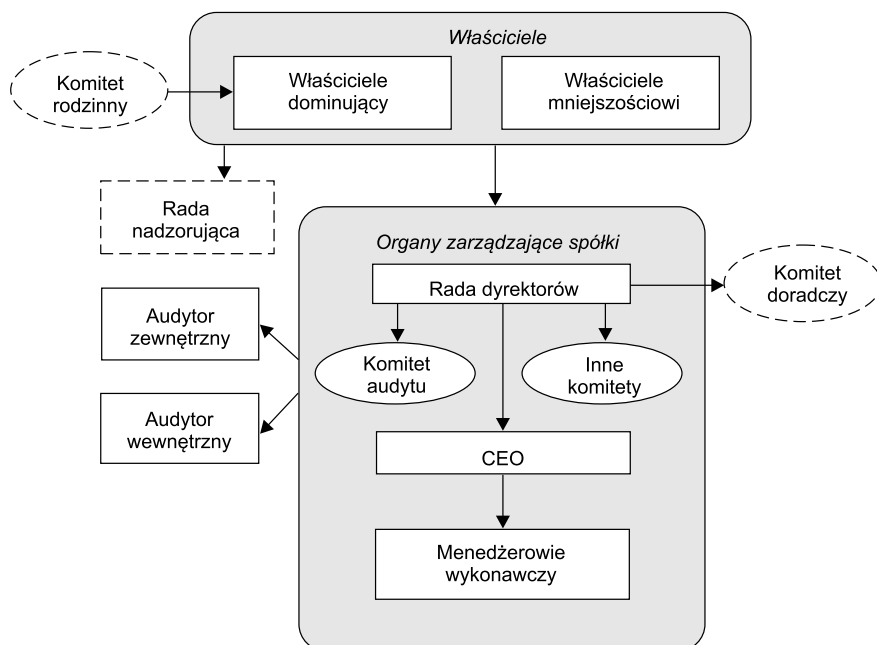 Właściciele
Komitet
rodzinny
Właściciele
dominujący
Właściciele
mniejszościowi
Rada
nadzorująca
Organy zarządzające spółki
Rada dyrektorów
Komitet
doradczy
Audytor
zewnętrzny
Komitet
audytu
Inne
komitety
Audytor
wewnętrzny
CEO
Menedżerowie
wykonawczy